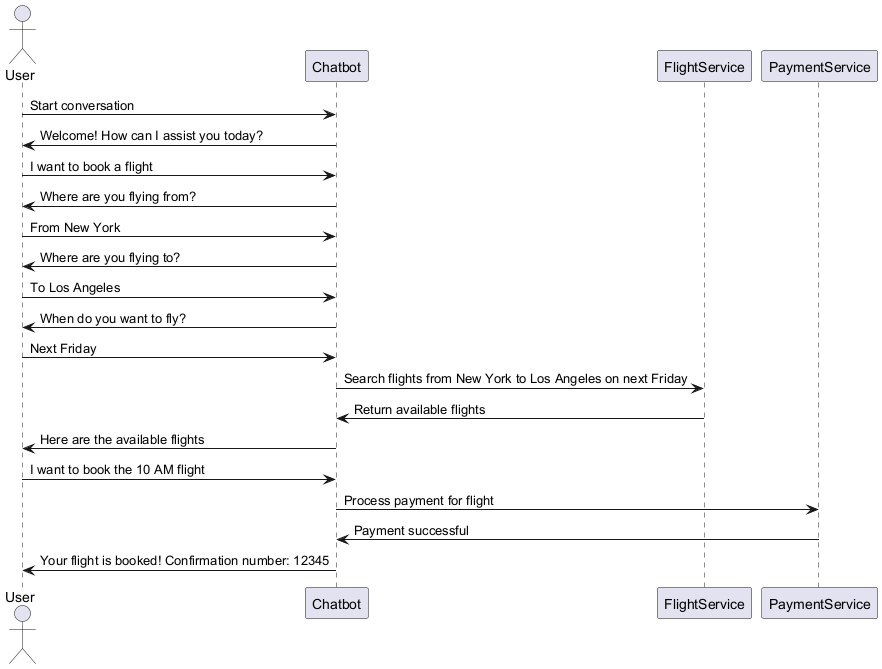 User
Chatbot
FlightService
PaymentService
Start conversation
Welcome! How can I assist you today?
I want to book a flight
Where are you flying from?
From New York
Where are you flying to?
To Los Angeles
When do you want to fly?
Next Friday
Search flights from New York to Los Angeles on next Friday
Return available flights
Here are the available flights
I want to book the 10 AM flight
Process payment for flight
Payment successful
Your flight is booked! Confirmation number: 12345
User
Chatbot
FlightService
PaymentService